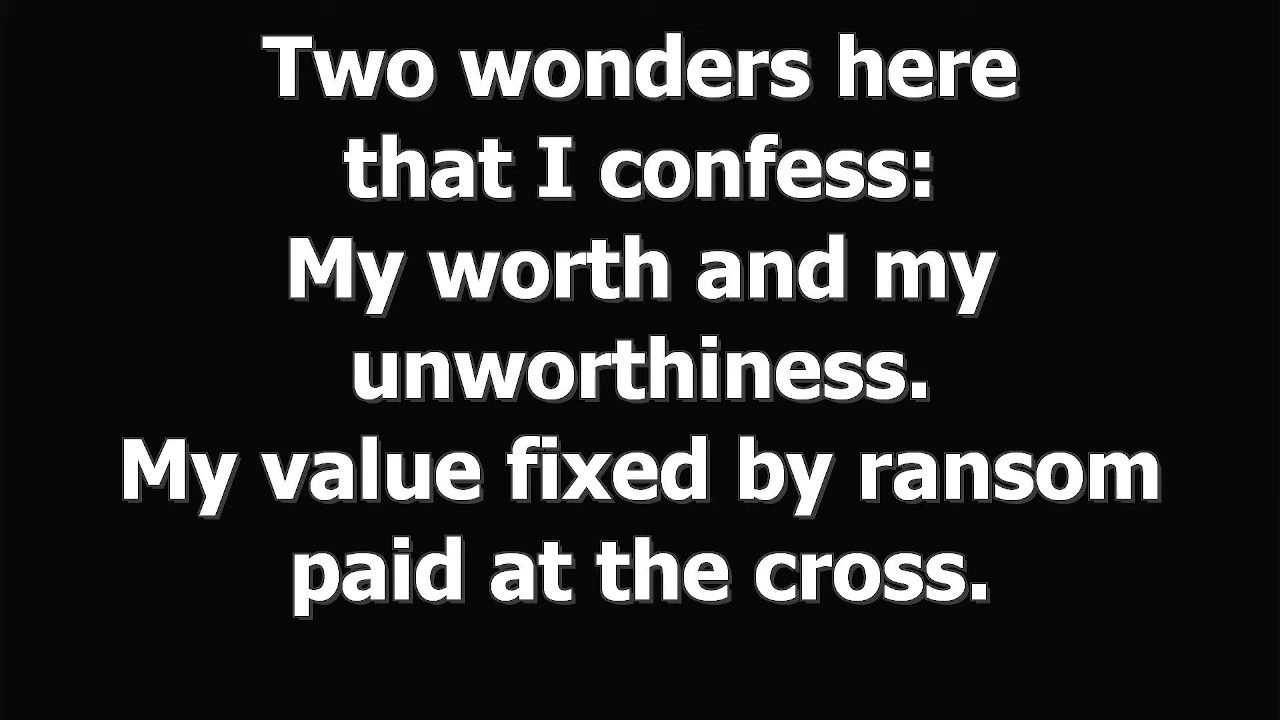 Two wonders here
that I confess:
My worth and my
unworthiness.
My value fixed by ransom
paid at the cross.